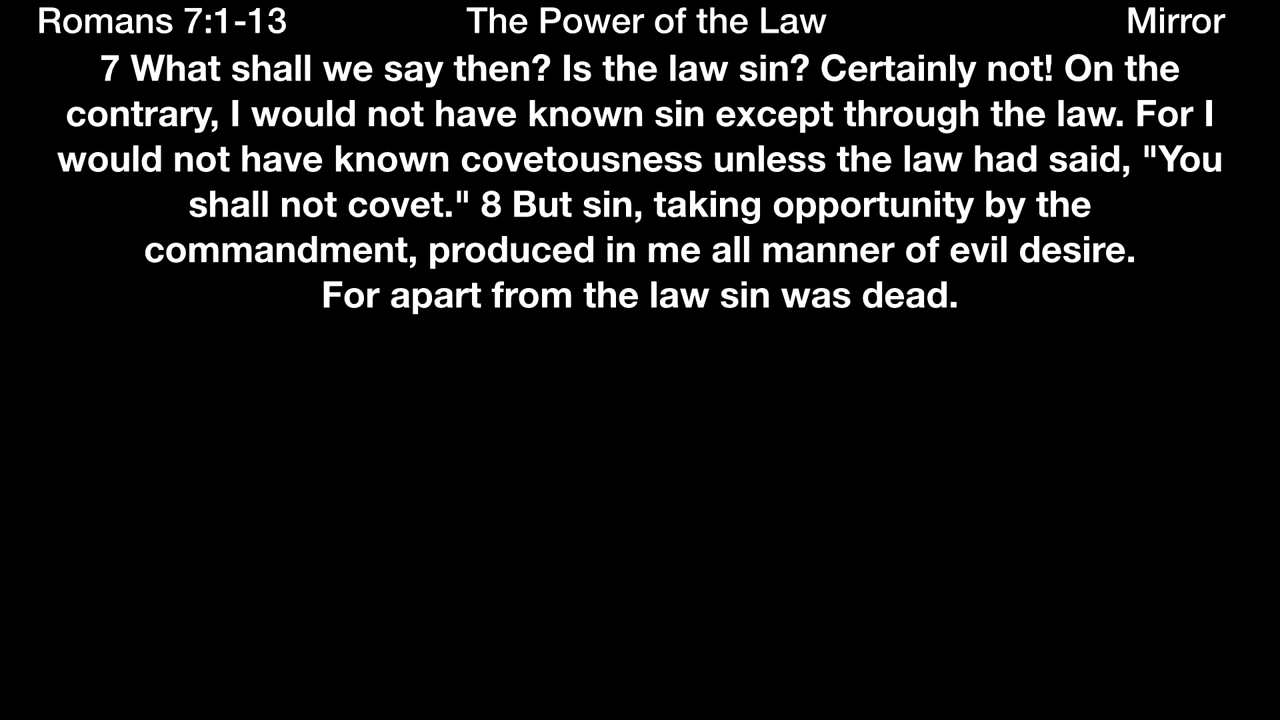 Romans 7:1-13 The Power of the Law Mirror
7 What shall we say then? Is the law sin? Certainly not! On the
contrary, I would not have known sin except through the law. For I
would not have known covetousness unless the law had said, "You
shall not covet." 8 But sin, taking opportunity by the
commandment, produced in me all manner of evil desire.
For apart from the law sin was dead.